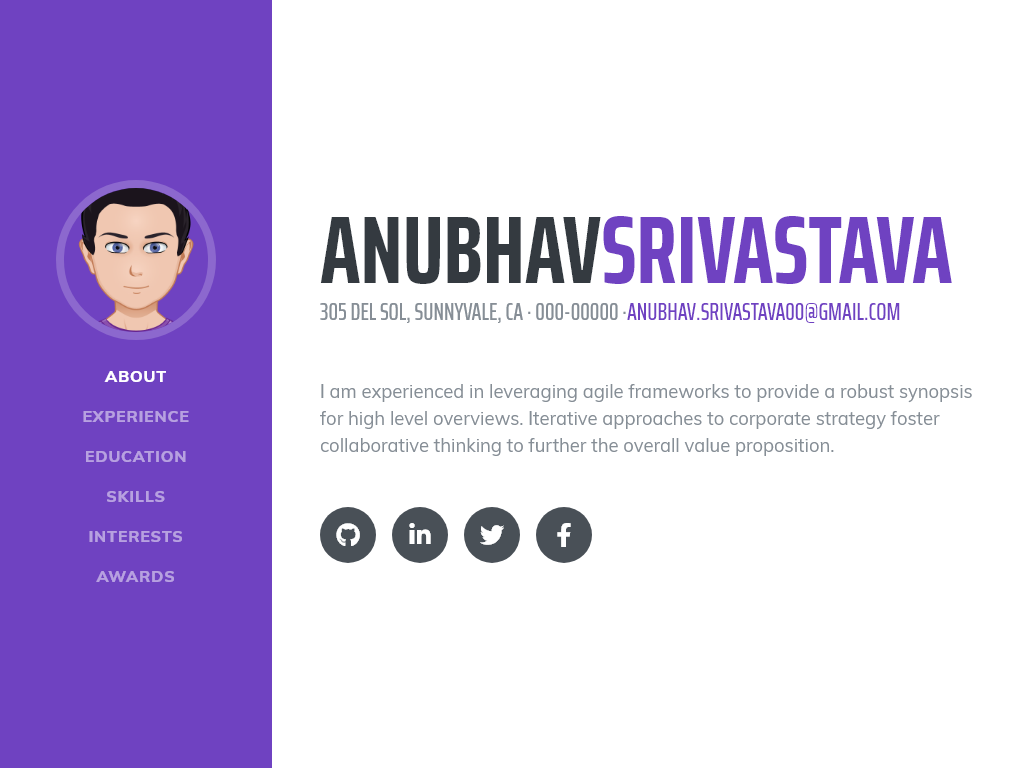 ABOUT
EXPERIENCE
EDUCATION
SKILLS
INTERESTS
AWARDS
ANUBHAVSRIVASTAVA
305 DEL SOL, SUNNYVALE, CA · 000-00000 ·ANUBHAV.SRIVASTAVA00@GMAIL.COM
I am experienced in leveraging agile frameworks to provide a robust synopsis
for high level overviews. Iterative approaches to corporate strategy foster
collaborative thinking to further the overall value proposition.